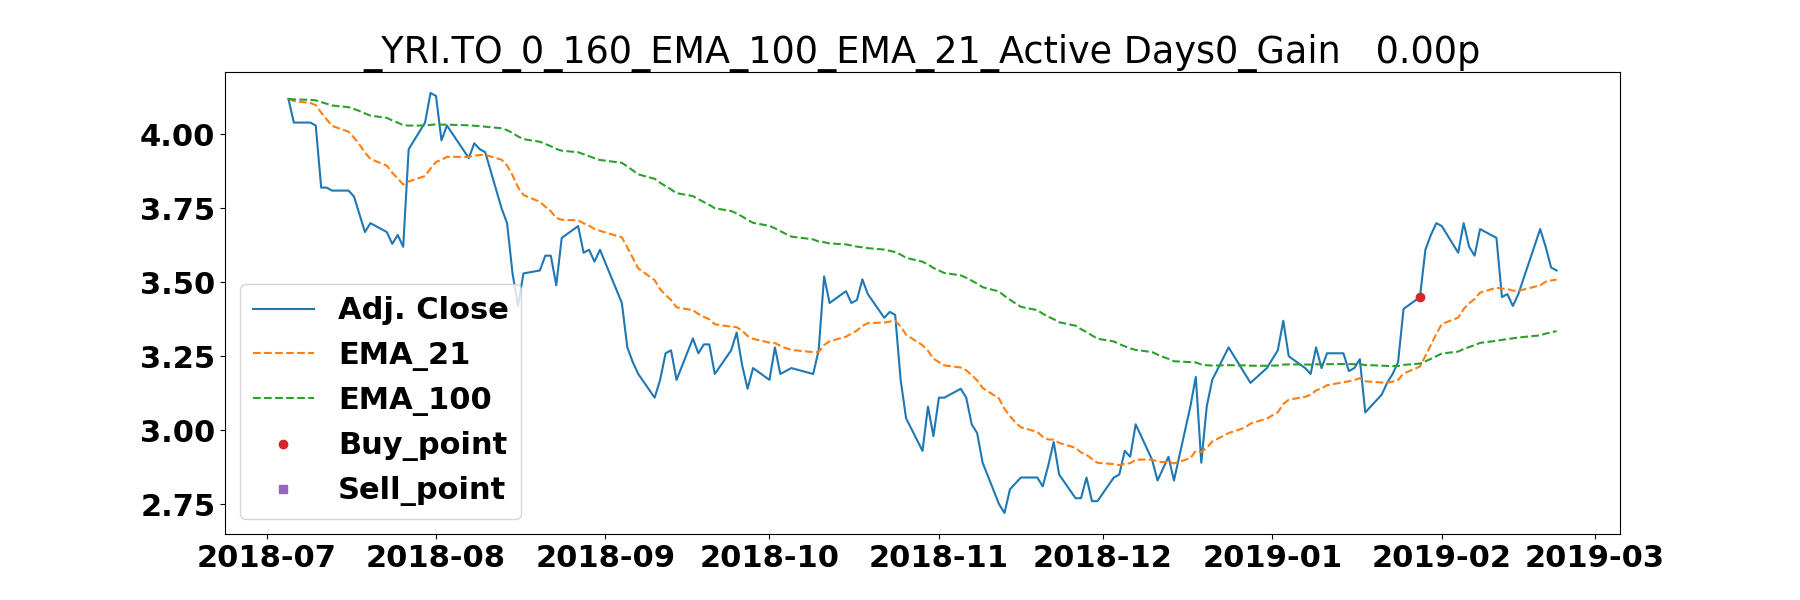 _YRI.TO_0_160_EMA_100_EMA_21_Active Days0_Gain   0.00p
4.00
3.75
3.50
3.25
3.00
2.75
Adj. Close
EMA_21
EMA_100
Buy_point
Sell_point
2018-07 2018-08 2018-09 2018-10 2018-11 2018-12 2019-01 2019-02 2019-03